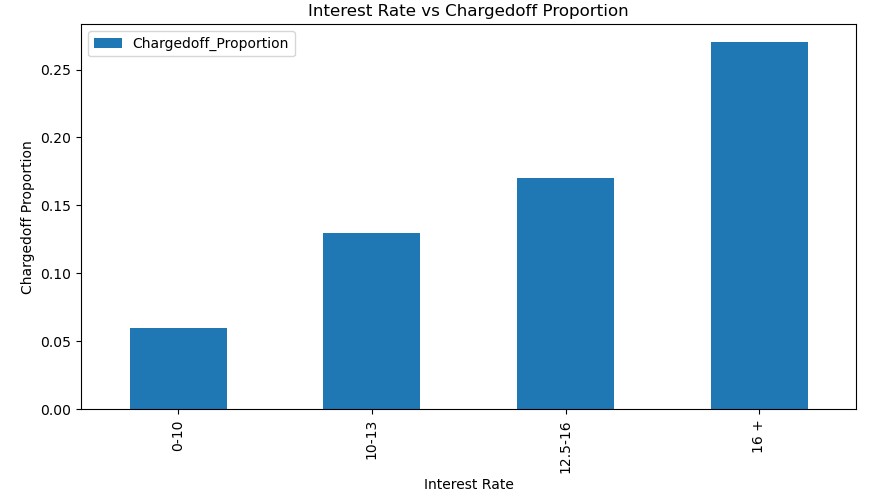 Interest Rate vs Chargedoff Proportion
Chargedoff_Proportion
Chargedoff Proportion
0.25
0.20
0.15
0.10
0.05
0.00
0-10
10-13
12.5-16
16 +
Interest Rate